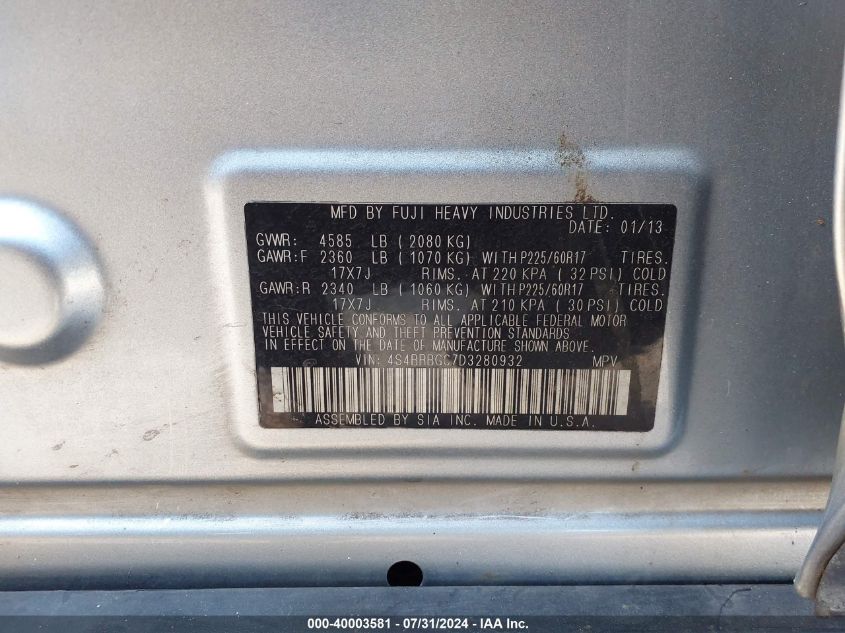 MFD BY FUJI HEAVY INDUSTRIES LTD.
DATE: 01/13
GVWR: 4585 LB ( 2080 KG)
GAWR:F 2360 LB ( 1070 KG) WITH P225/60R17 TIRES.
17X7J RIMS. AT 220 KPA ( 32 PSI) COLD
GAWR:R 2340 LB ( 1060 KG) WITH P225/60R17 TIRES.
17X7J RIMS. AT 210 KPA ( 30 PSI) COLD
THIS VEHICLE CONFORMS TO ALL APPLICABLE FEDERAL MOTOR
VEHICLE SAFETY AND THEFT PREVENTION STANDARDS
IN EFFECT ON THE DATE OF MANUFACTURE SHOWN ABOVE.
VIN: 4S4BRBGC7D3280932 MPV
ASSEMBLED BY SIA INC. MADE IN U.S.A.
000-40003581 - 07/31/2024 - IAA Inc.